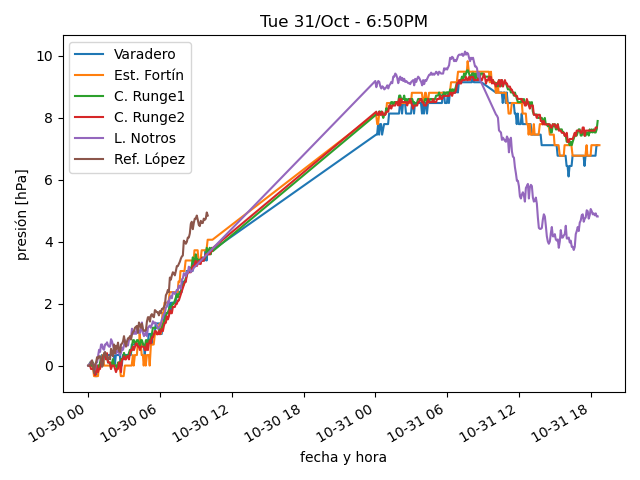 Tue 31/Oct - 6:50PM
Varadero
Est. Fortín
C. Runge1
C. Runge2
L. Notros
Ref. López
presión [hPa]
10
8
6
4
2
0
10-30 00
10-30 06
10-30 12
10-30 18
10-31 00
10-31 06
10-31 12
10-31 18
fecha y hora